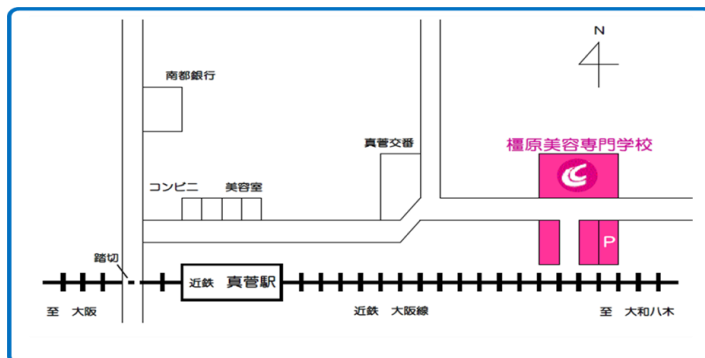 N
南都銀行
真菅交番
橿原美容専門学校
コンビニ 美容室
P
踏切
近鉄 真菅駅
至 大阪 近鉄 大阪線 至 大和八木